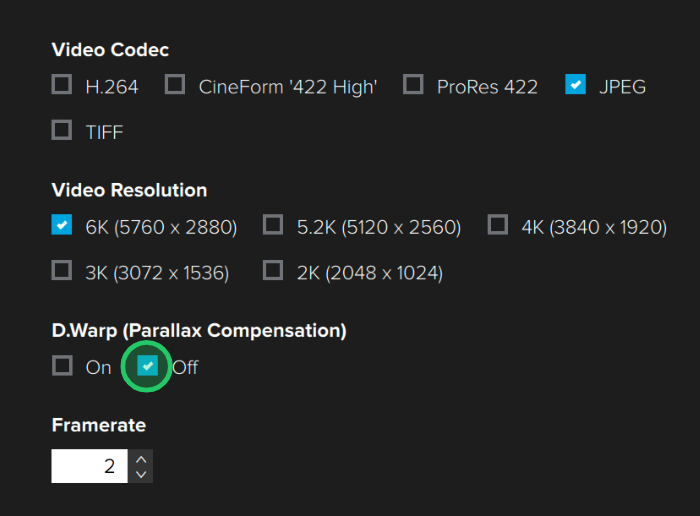 Video Codec
H.264 CineForm '422 High' ProRes 422 JPEG
TIFF
Video Resolution
6K (5760 x 2880) 5.2K (5120 x 2560) 4K (3840 x 1920)
3K (3072 x 1536) 2K (2048 x 1024)
D.Warp (Parallax Compensation)
On Off
Framerate
2